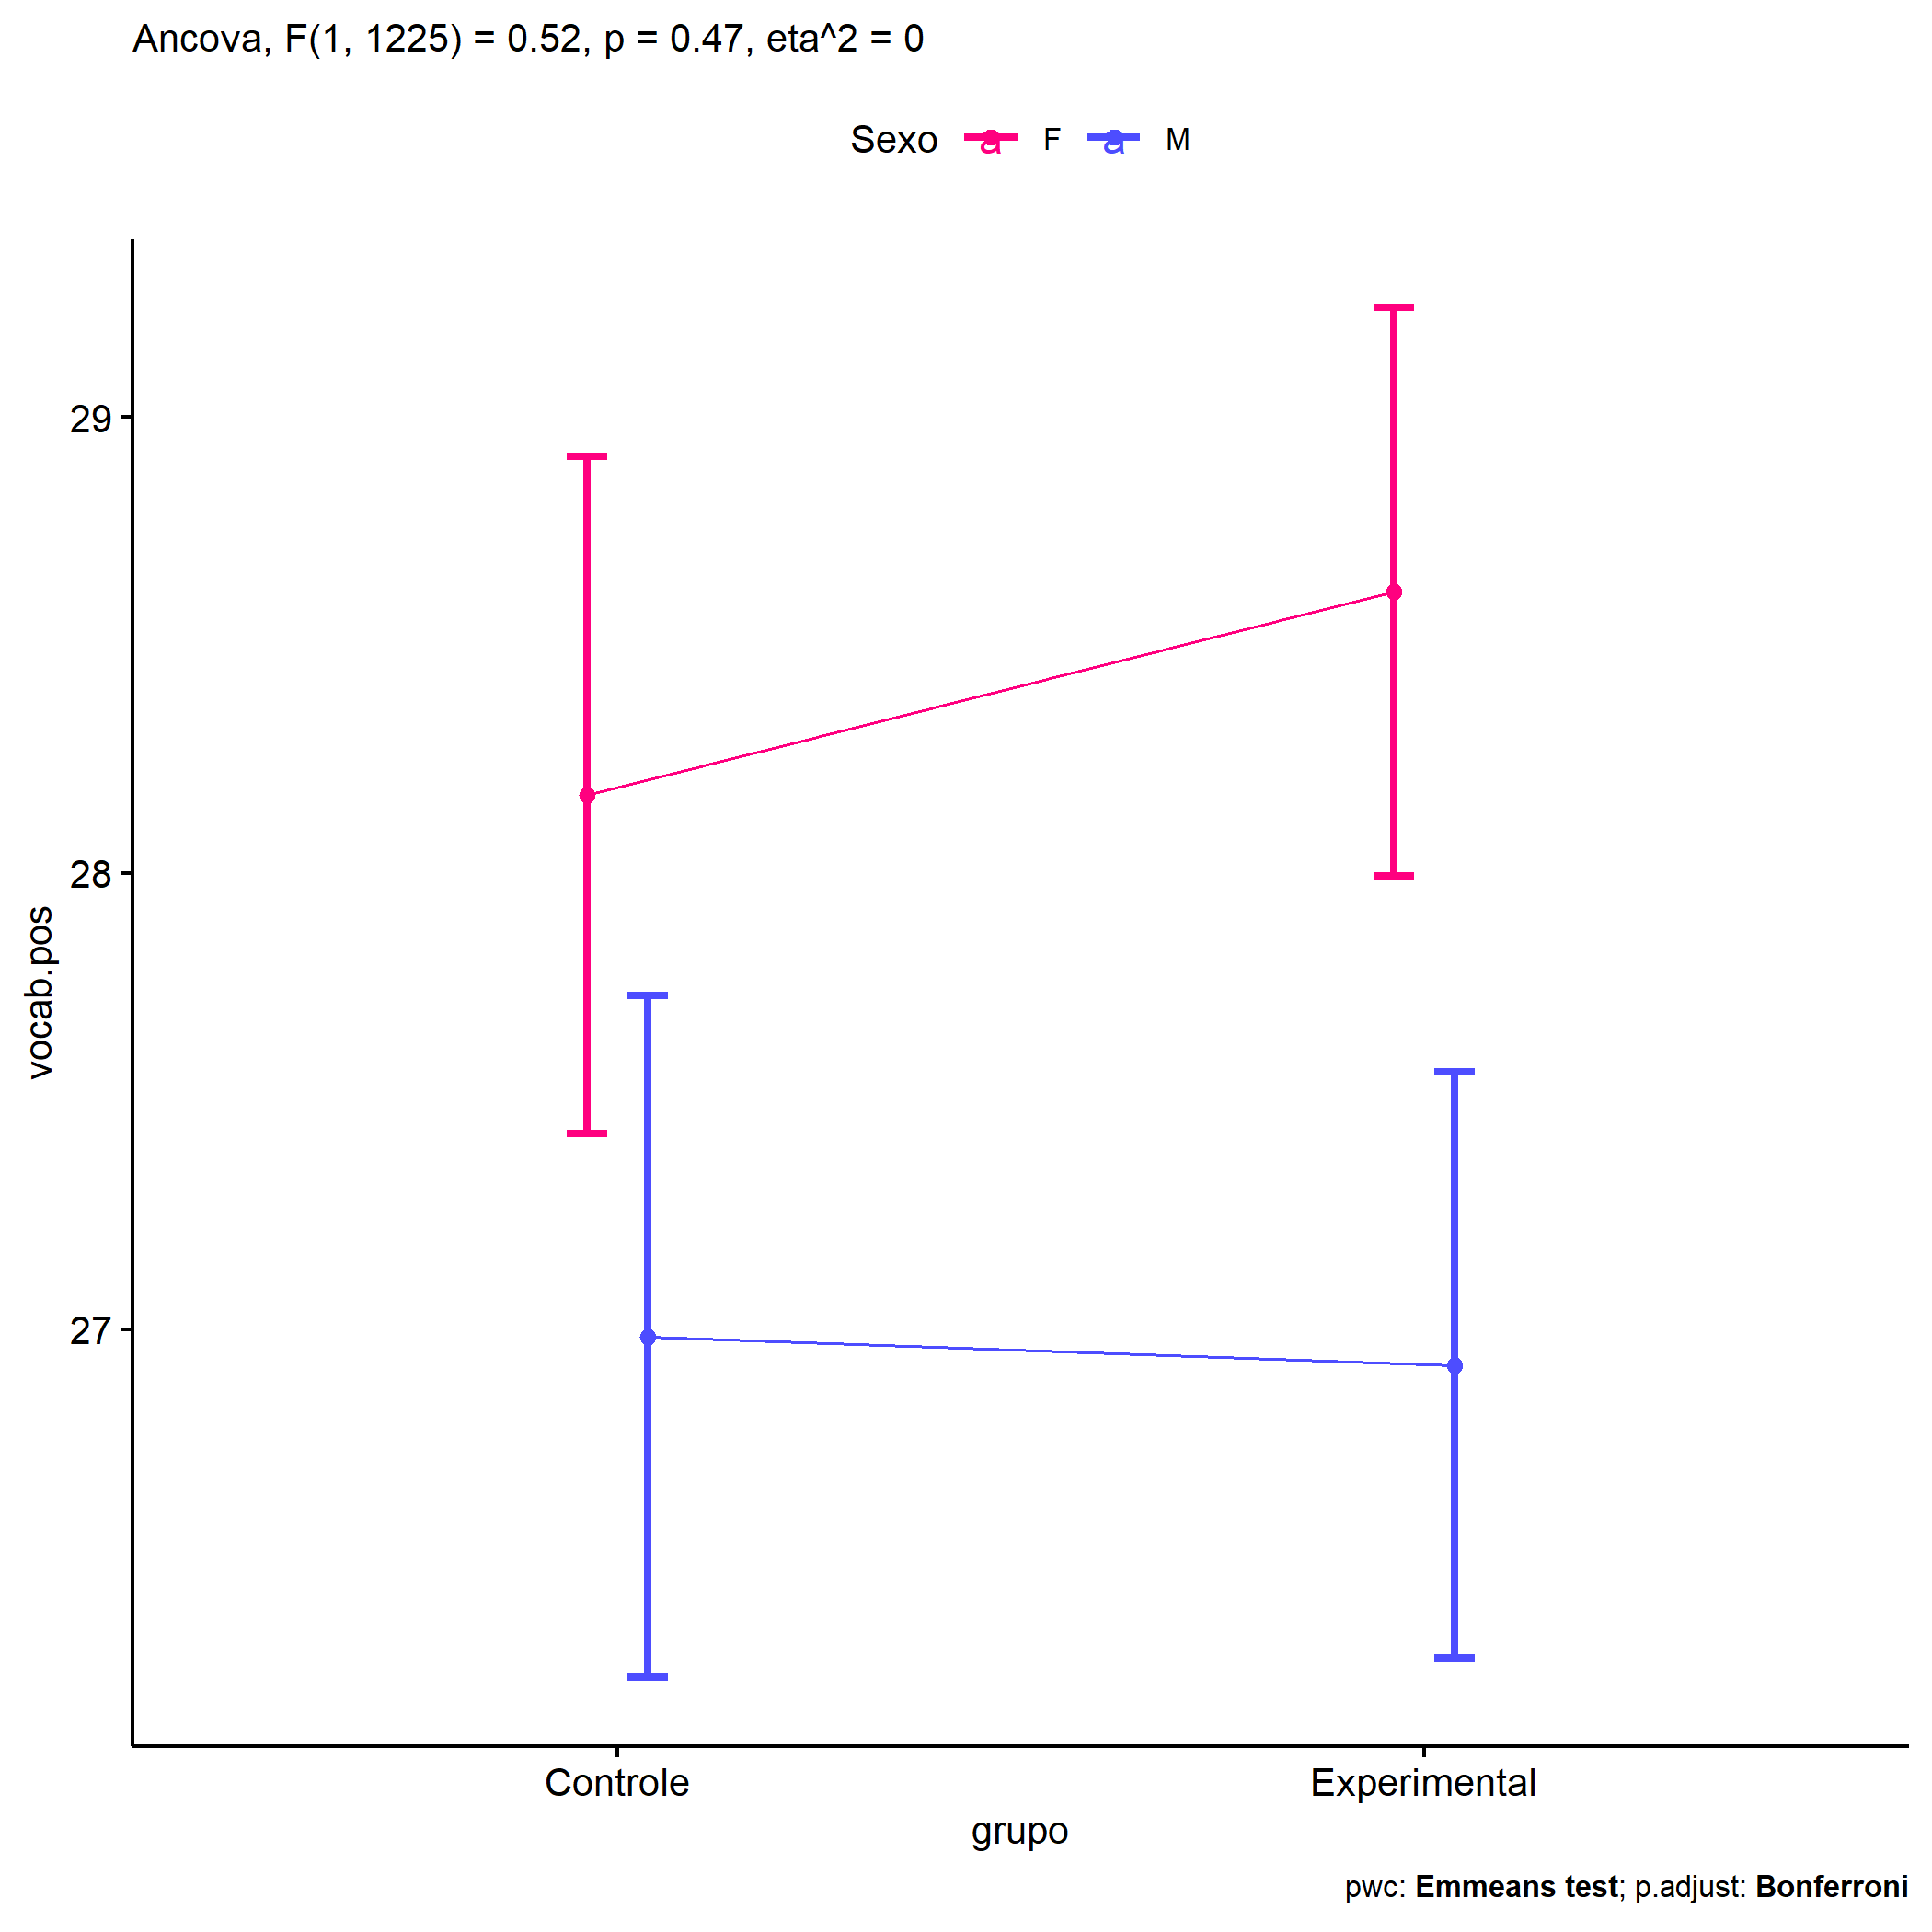 Ancova, F(1, 1225) = 0.52, p = 0.47, eta^2 = 0
Sexo a F a M
29
28
27
vocab.pos
Controle Experimental
grupo
pwc: Emmeans test; p.adjust: Bonferroni